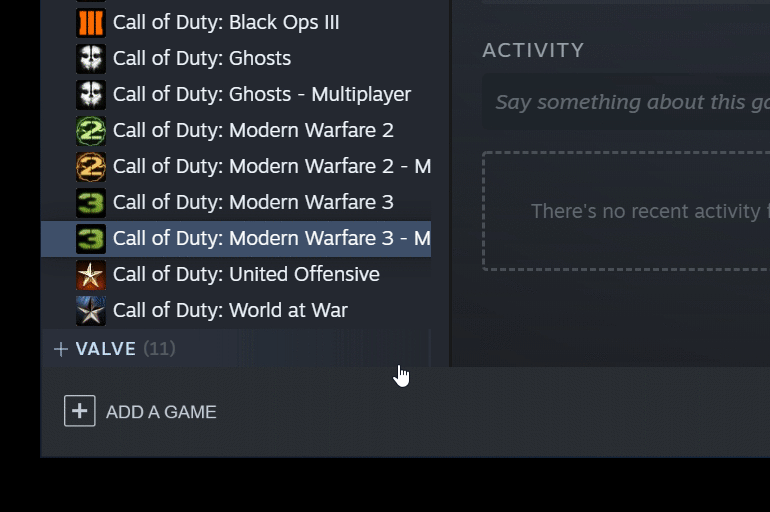 Call of Duty: Black Ops III
Call of Duty: Ghosts
Call of Duty: Ghosts - Multiplayer
Call of Duty: Modern Warfare 2
Call of Duty: Modern Warfare 2 - M
Call of Duty: Modern Warfare 3
Call of Duty: Modern Warfare 3 - M
Call of Duty: United Offensive
Call of Duty: World at War
+ VALVE (11)
+ ADD A GAME
ACTIVITY
Say something about this ga
There's no recent activity f